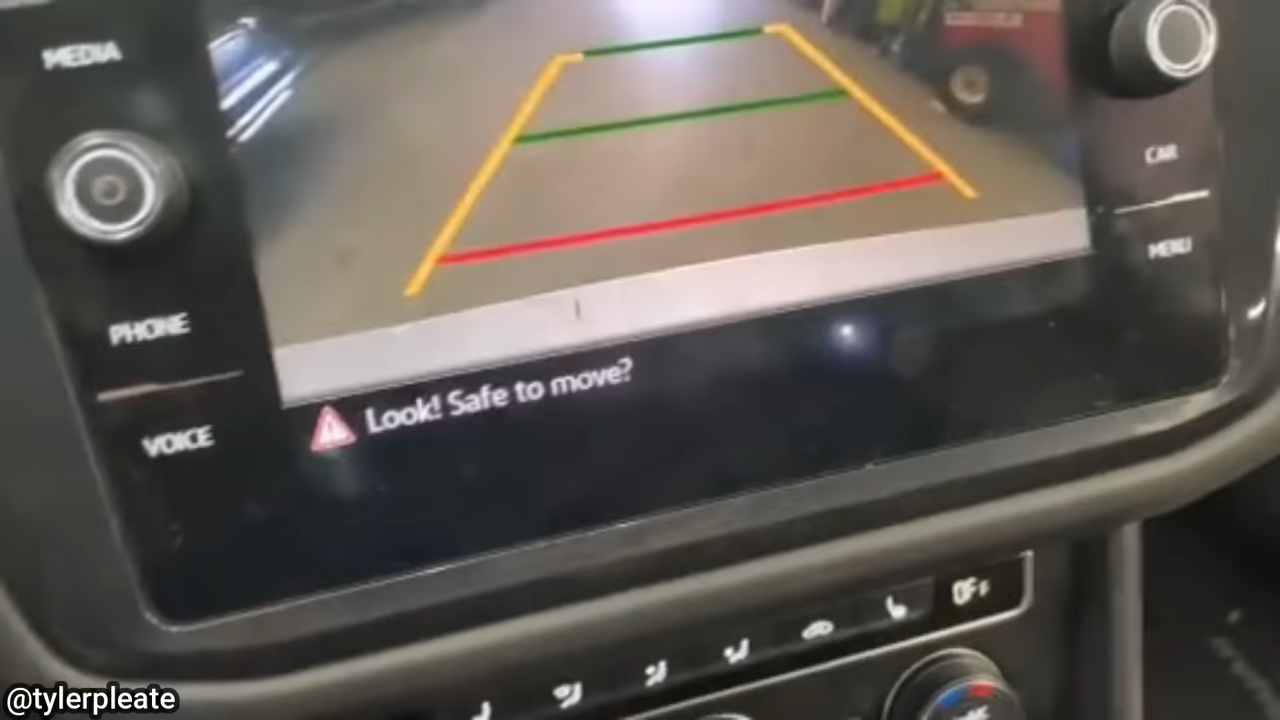 MEDIA
CAR
MENU
PHONE
VOICE
Look! Safe to move?
OFF
@tylerpleate